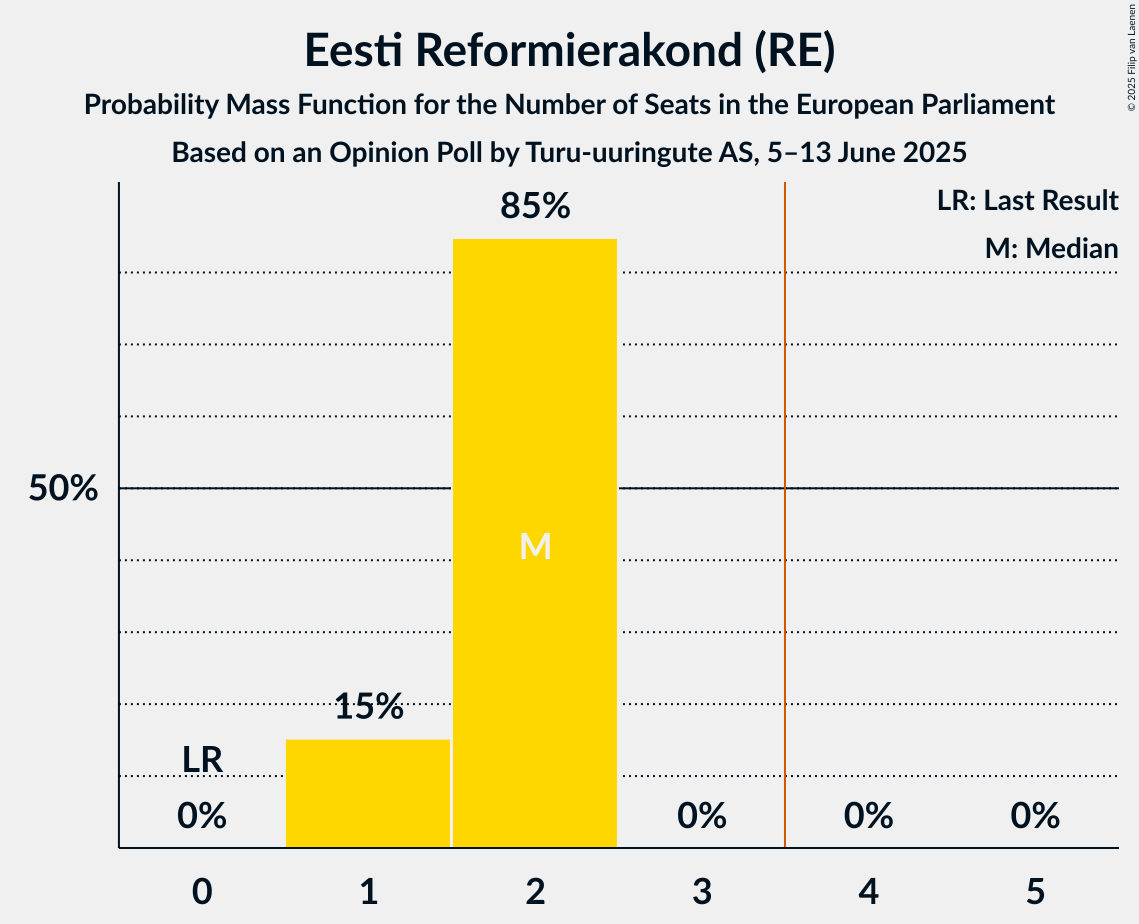 Eesti Reformierakond (RE)
Probability Mass Function for the Number of Seats in the European Parliament
Based on an Opinion Poll by Turu-uuringute AS, 5–13 June 2025
© 2025 Filip van Laenen
LR: Last Result
M: Median
85%
50%
M
15%
LR
0%
0%
0%
0%
0
1
2
3
4
5